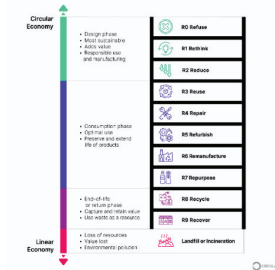 Circular
Economy
• Design phase
• Most sustainable
• Adds value
• Responsible use
and manufacturing
• Consumption phase
• Optimal use
• Preserve and extend
life of products
• End-of-life
or return phase
• Capture and retain value
• Use waste as a resource
• Loss of resources
• Value lost
• Environmental pollution
Linear
Economy
R0 Refuse
R1 Rethink
R2 Reduce
R3 Reuse
R4 Repair
R5 Refurbish
R6 Remanufacture
R7 Repurpose
R8 Recycle
R9 Recover
Landfill or Incineration